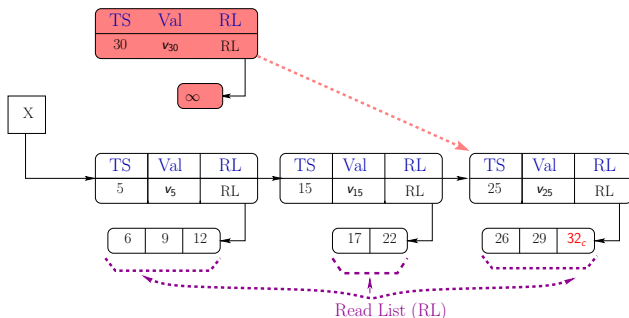 TS Val RL
30 v30 RL
∞
X
TS Val RL TS Val RL TS Val RL
5 v5 RL 15 v15 RL 25 v25 RL
6 9 12 17 22 26 29 32c
Read List (RL)